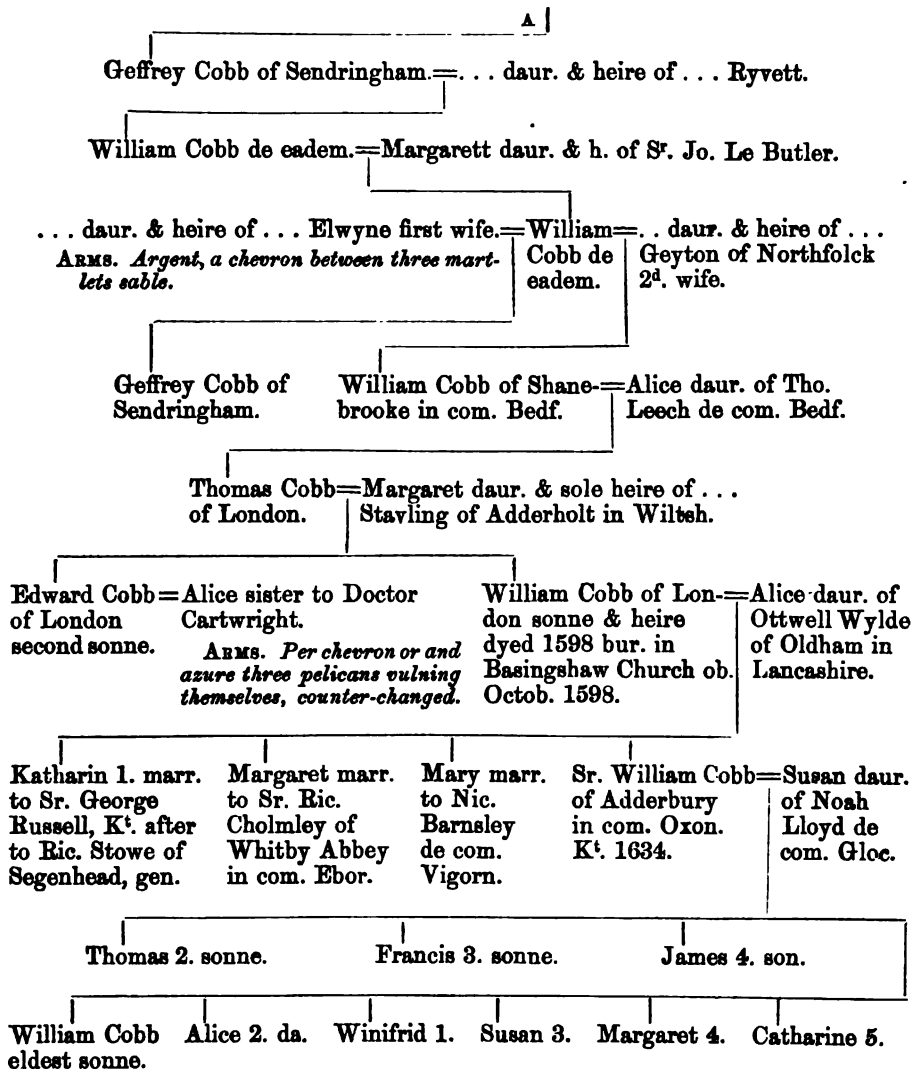 A
Geffrey Cobb of Sendringham.=. . . daur. & heire of . . . Ryvett.
William Cobb de eadem.=Margarett daur. & h. of Sr. Jo. Le Butler.
. . . daur. & heire of . . . Elwyne first wife.=William=. . daur. & heire of . . .
ARMS. Argent, a chevron between three mart-
lets sable.
Cobb de
eadem.
Geyton of Northfolck
2d. wife.
Geffrey Cobb of
Sendringham.
William Cobb of Shane-=Alice daur. of Tho.
brooke in com. Bedf.
Leech de com. Bedf.
Thomas Cobb=Margaret daur. & sole heire of . . .
of London.
Stavling of Adderholt in Wiltsh.
Edward Cobb=Alice sister to Doctor
of London
second sonne.
Cartwright.
ARMS. Per chevron or and
azure three pelicans vulning
themselves, counter-changed.
William Cobb of Lon-=Alice daur. of
don sonne & heire
dyed 1598 bur. in
Basingshaw Church ob.
Octob. 1598.
Ottwell Wylde
of Oldham in
Lancashire.
Katharin 1. marr.
to Sr. George
Russell, Kt. after
to Ric. Stowe of
Segenhead, gen.
Margaret marr.
to Sr. Ric.
Cholmley of
Whitby Abbey
in com. Ebor.
Mary marr.
to Nic.
Barnsley
de com.
Vigorn.
Sr. William Cobb=Susan daur.
of Adderbury
in com. Oxon.
Kt. 1634.
of Noah
Lloyd de
com. Gloc.
Thomas 2. sonne.
Francis 3. sonne.
James 4. son.
William Cobb
eldest sonne.
Alice 2. da.
Winifrid 1.
Susan 3.
Margaret 4.
Catharine 5.